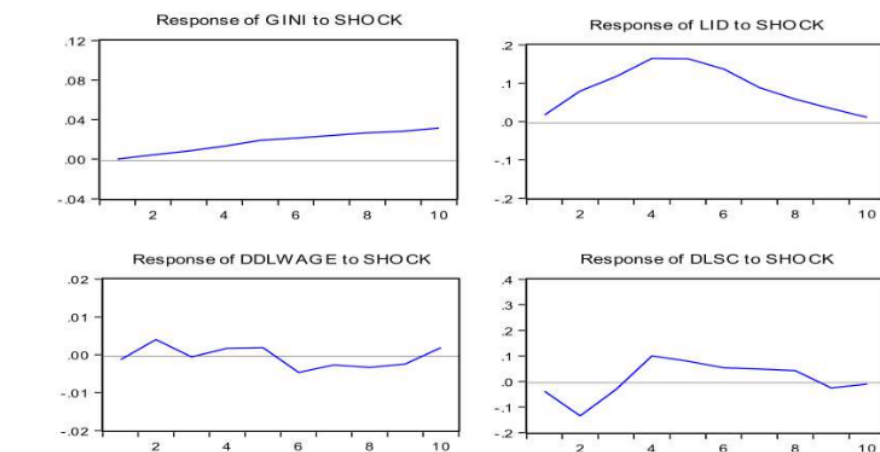 Response of GINI to SHOCK
.12
.08
.04
.00
-.04
2 4 6 8 10
Response of LID to SHOCK
.2
.1
.0
-.1
-.2
2 4 6 8 10
Response of DDLWAGE to SHOCK
.02
.01
.00
-.01
-.02
2 4 6 8 10
Response of DLSC to SHOCK
.4
.3
.2
.1
.0
-.1
-.2
2 4 6 8 10